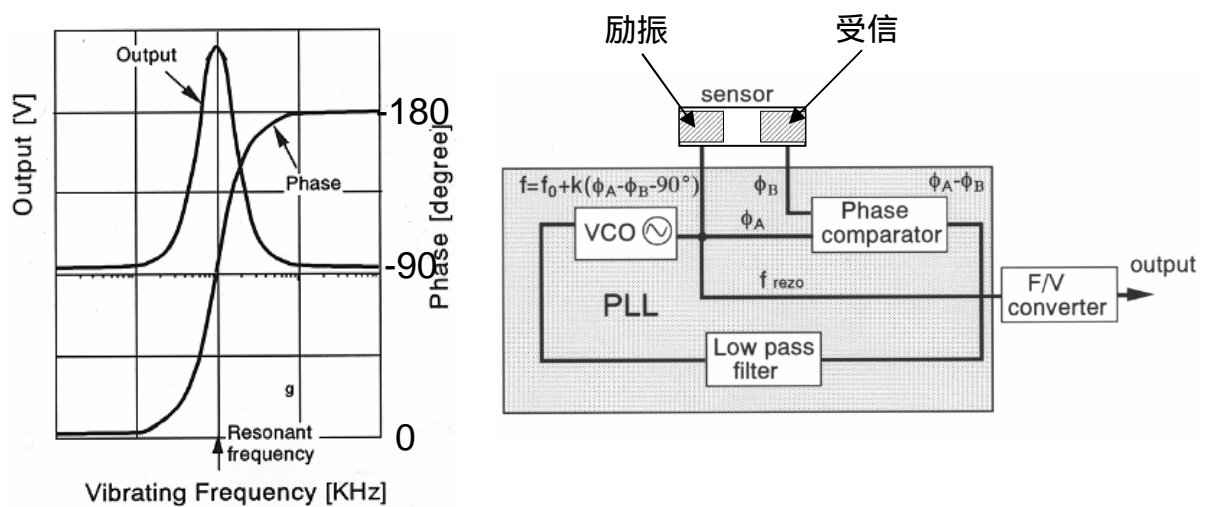 Output [V]
Output
Phase
g
Resonant
frequency
Vibrating Frequency [KHz]
-180
-90
0
Phase [degree]
励振
受信
sensor
f=f₀+k(ϕA-ϕB-90°)
ϕB
ϕA-ϕB
VCO
ϕA
Phase
comparator
f rezo
PLL
Low pass
filter
F/V
converter
output